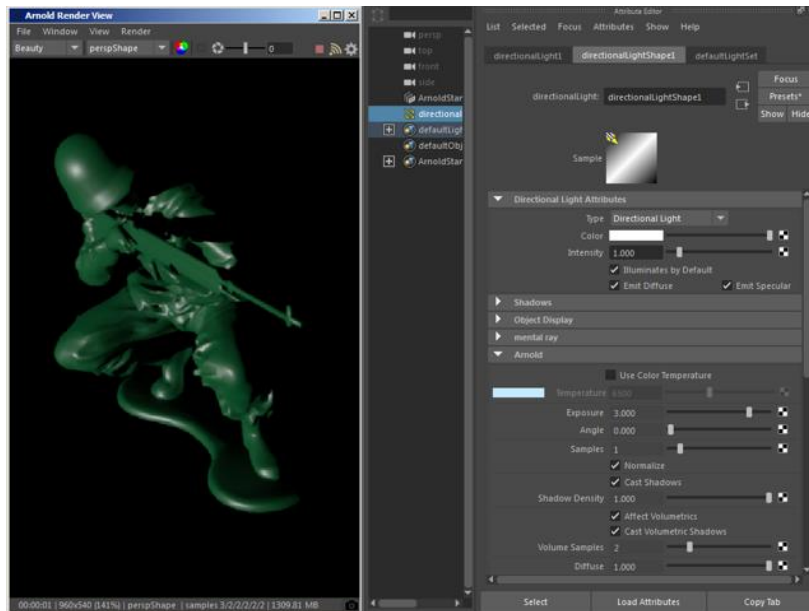 Arnold Render View
File Window View Render
Beauty perspShape 0
00:00:01 | 960x540 (141%) | perspShape | samples 3/2/2/2/2/2 | 1309.81 MB
persp
top
front
side
ArnoldStan
directional
defaultLigh
defaultObj
ArnoldStan
Attribute Editor
List Selected Focus Attributes Show Help
directionalLight1 directionalLightShape1 defaultLightSet
directionalLight: directionalLightShape1
Focus
Presets*
Show Hide
Sample
Directional Light Attributes
Type Directional Light
Color
Intensity 1.000
Illuminates by Default
Emit Diffuse Emit Specular
Shadows
Object Display
mental ray
Arnold
Use Color Temperature
Temperature 6500
Exposure 3.000
Angle 0.000
Samples 1
Normalize
Cast Shadows
Shadow Density 1.000
Affect Volumetrics
Cast Volumetric Shadows
Volume Samples 2
Diffuse 1.000
Select Load Attributes Copy Tab